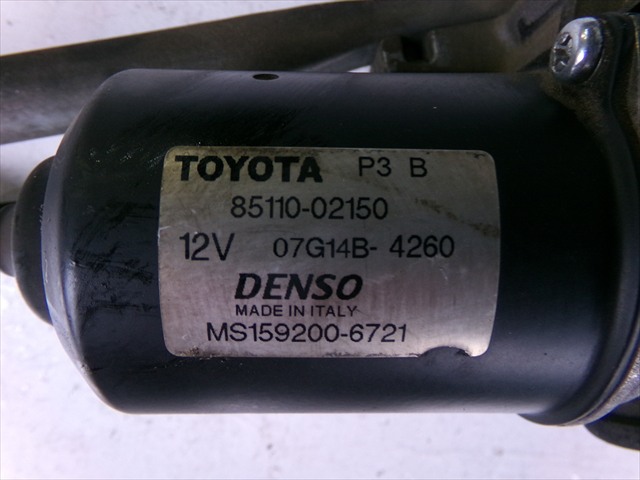 TOYOTA P3 B
85110-02150
12V 07G14B- 4260
DENSO
MADE IN ITALY
MS159200-6721